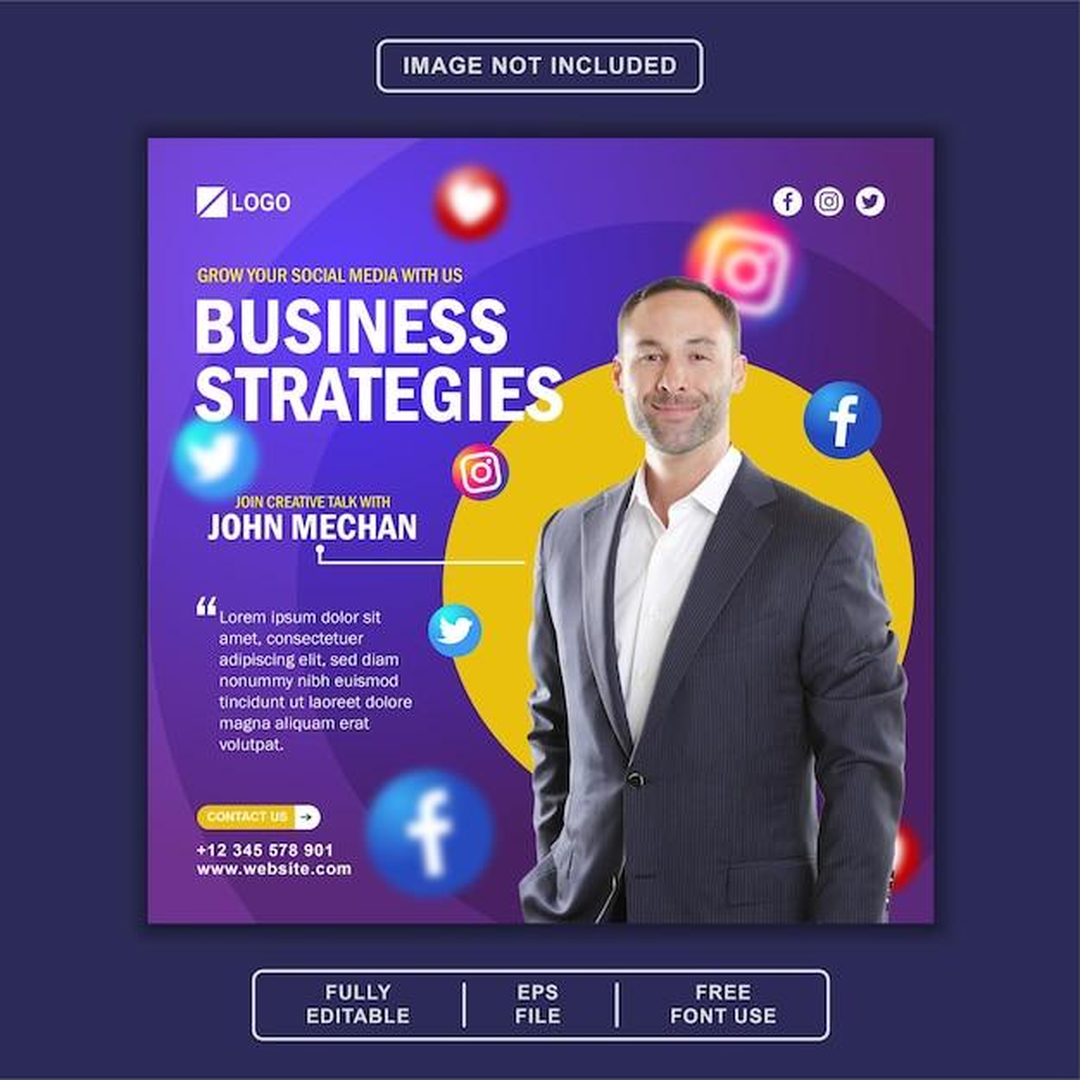 IMAGE NOT INCLUDED
LOGO
GROW YOUR SOCIAL MEDIA WITH US
BUSINESS
STRATEGIES
JOIN CREATIVE TALK WITH
JOHN MECHAN
“Lorem ipsum dolor sit
amet, consectetuer
adipiscing elit, sed diam
nonummy nibh euismod
tincidunt ut laoreet dolore
magna aliquam erat
volutpat.
CONTACT US
+12 345 578 901
www.website.com
FULLY
EDITABLE
EPS
FILE
FREE
FONT USE